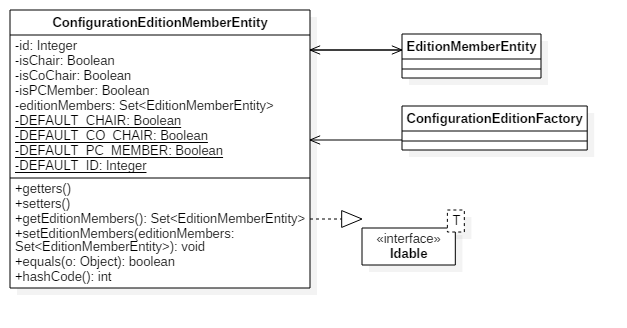 ConfigurationEditionMemberEntity
-id: Integer
-isChair: Boolean
-isCoChair: Boolean
-isPCMember: Boolean
-editionMembers: Set<EditionMemberEntity>
-DEFAULT_CHAIR: Boolean
-DEFAULT_CO_CHAIR: Boolean
-DEFAULT_PC_MEMBER: Boolean
-DEFAULT_ID: Integer
+getters()
+setters()
+getEditionMembers(): Set<EditionMemberEntity>
+setEditionMembers(editionMembers:
Set<EditionMemberEntity>): void
+equals(o: Object): boolean
+hashCode(): int
EditionMemberEntity
ConfigurationEditionFactory
T
«interface»
Idable